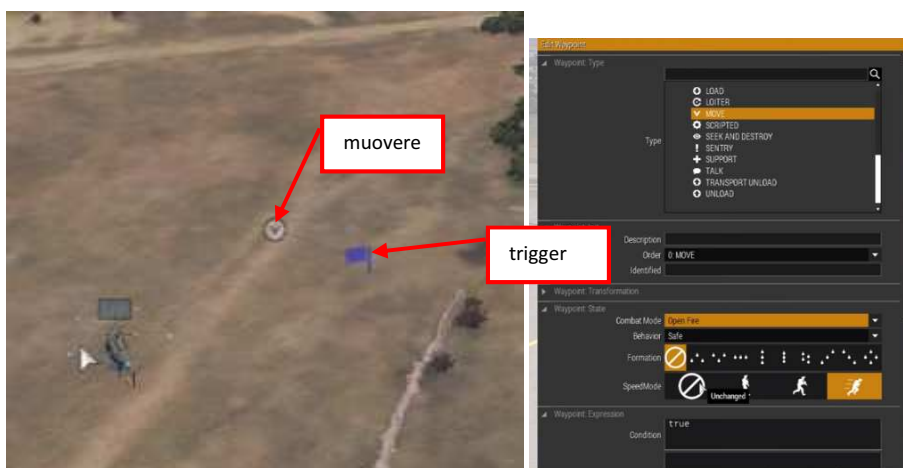 muovere
trigger
Edit Waypoint
Waypoint: Type
Type
LOAD
LOITER
MOVE
SCRIPTED
SEEK AND DESTROY
SENTRY
SUPPORT
TALK
TRANSPORT UNLOAD
UNLOAD
Description
Order 0: MOVE
Identified
Waypoint: Transformation
Waypoint: State
Combat Mode Open Fire
Behavior Safe
Formation
SpeedMode
Unchanged
Waypoint: Expression
Condition true